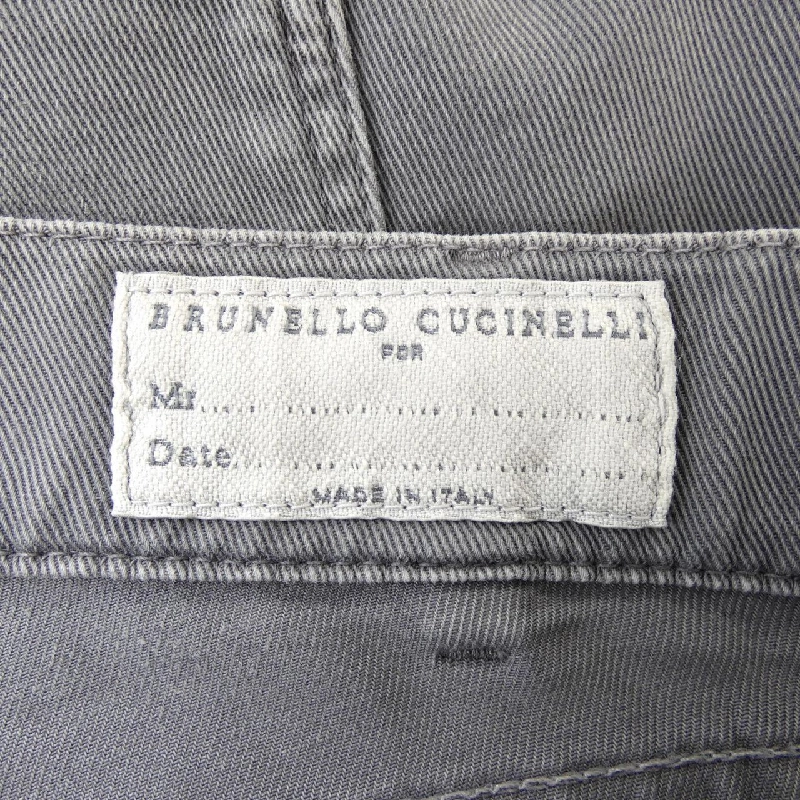 BRUNELLO CUCINELLI
FOR
Mr..............................
Date..............................
MADE IN ITALY